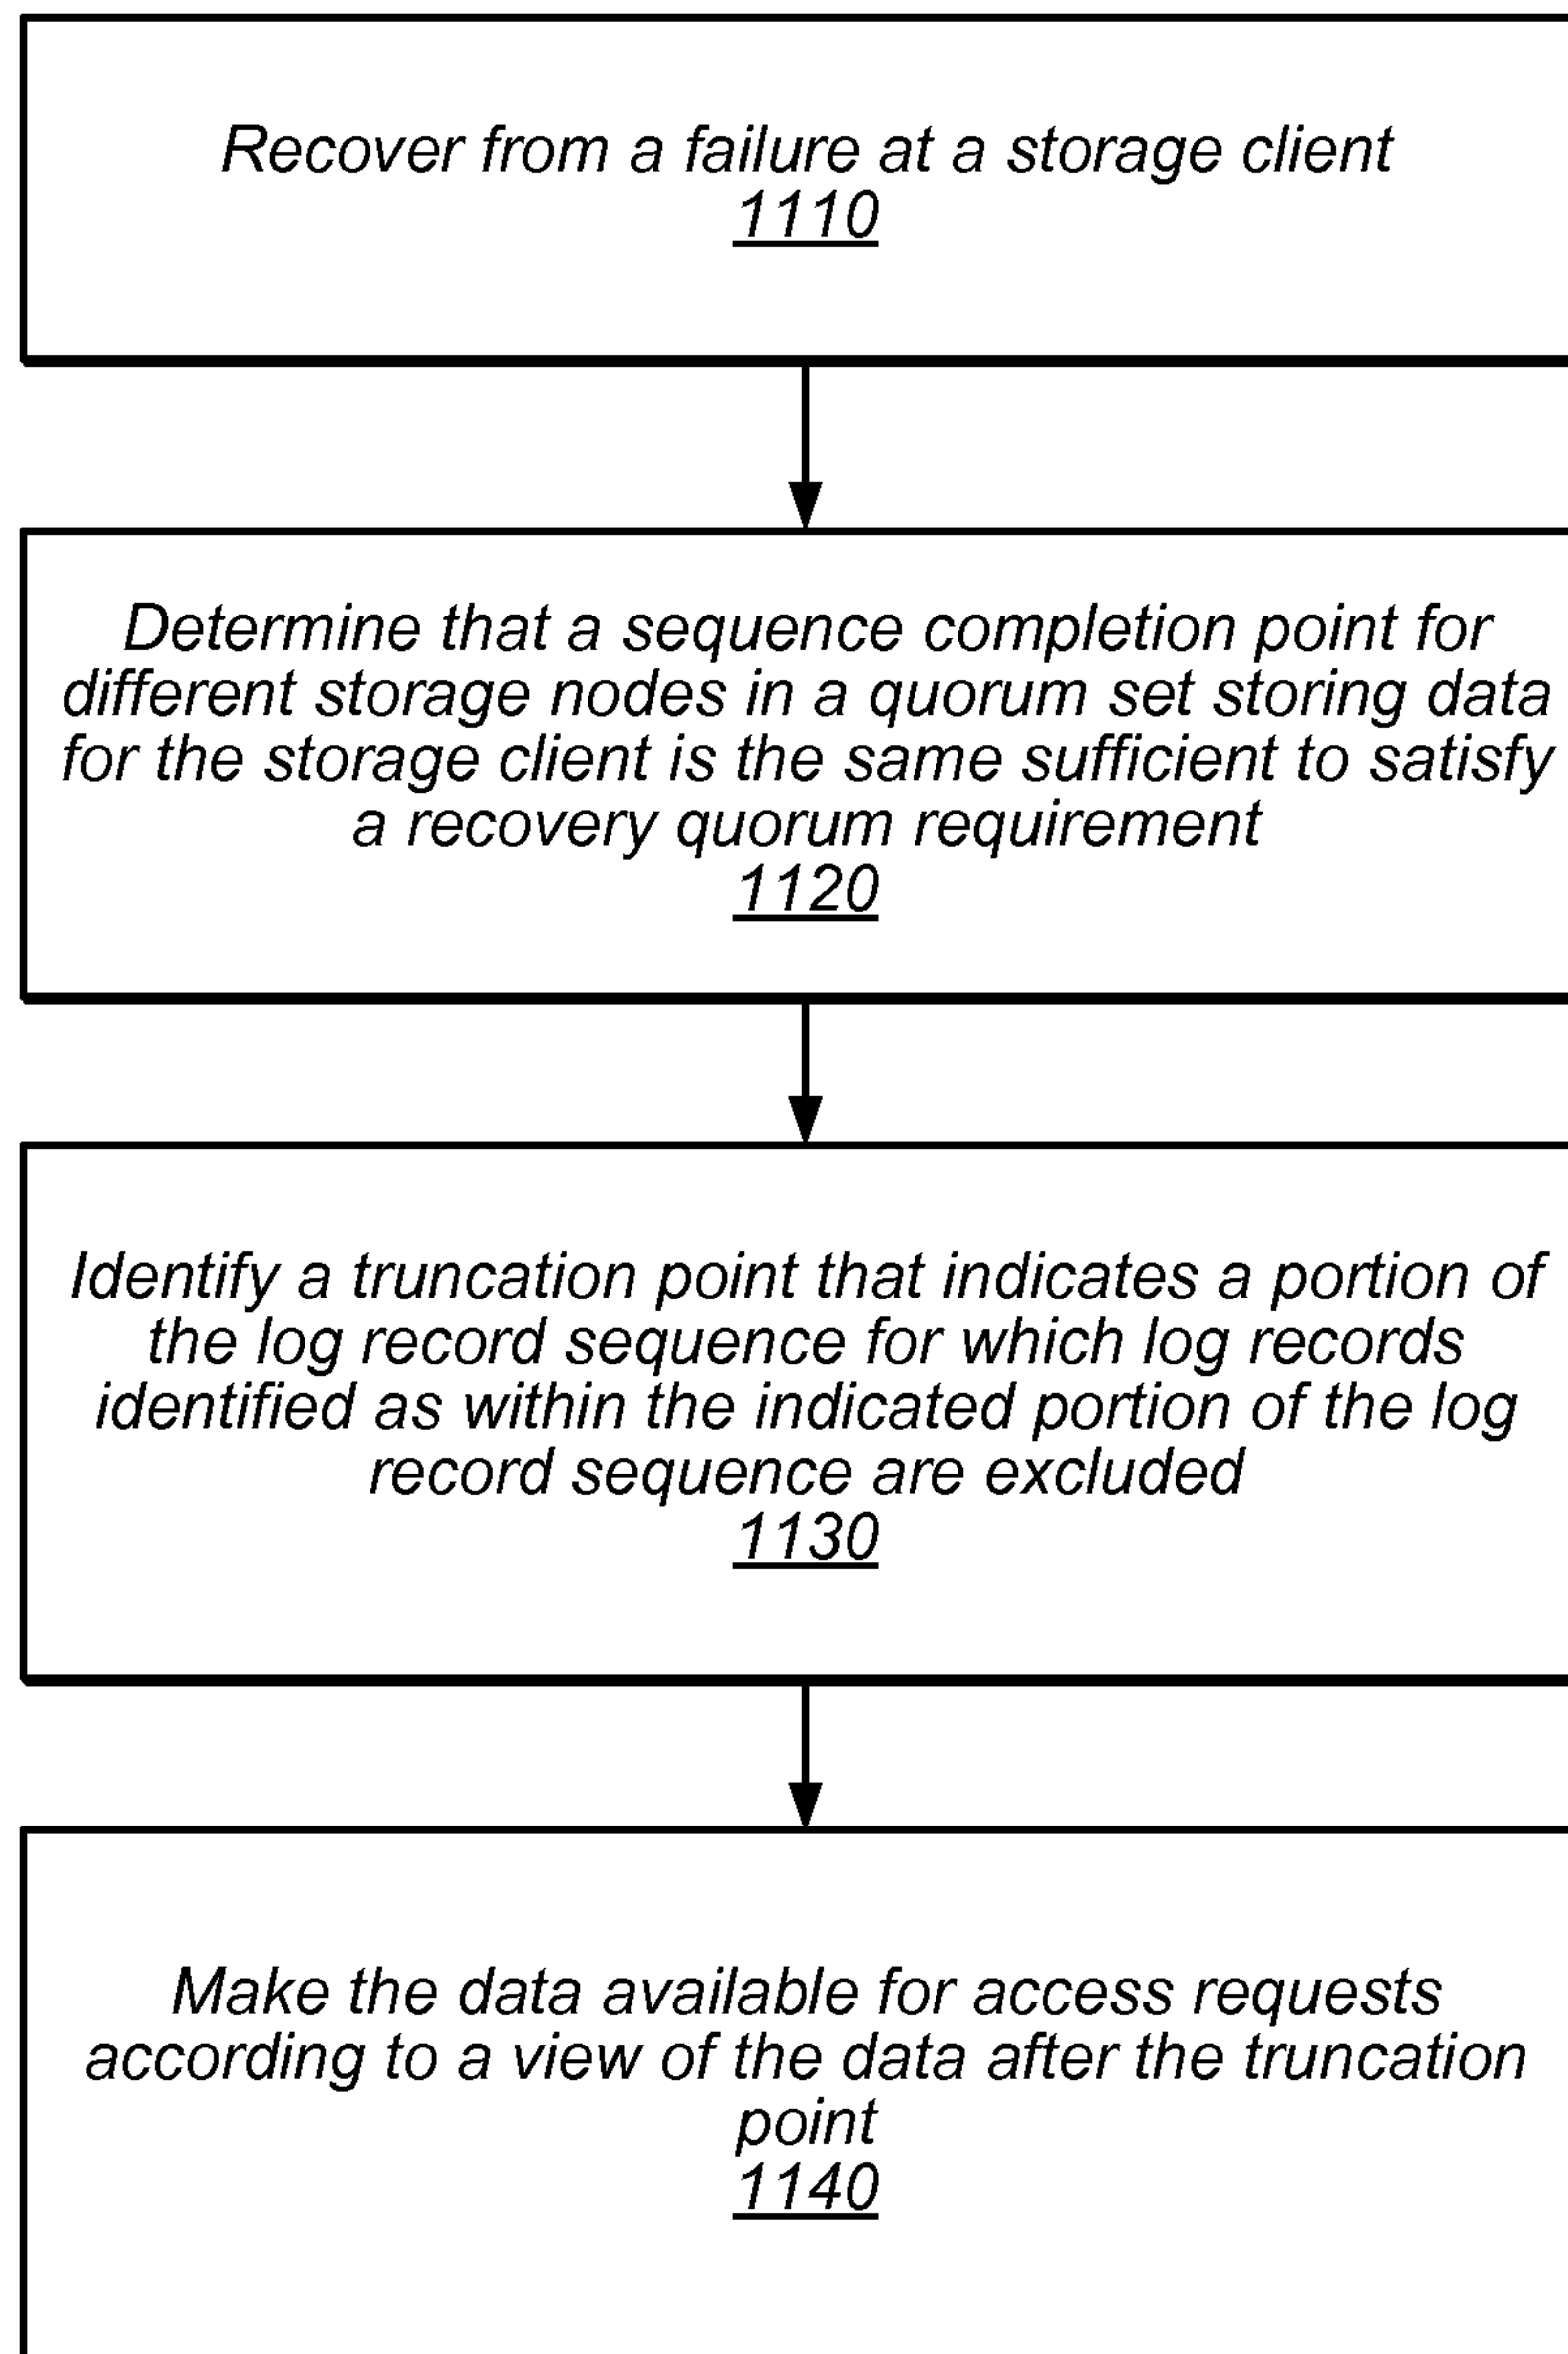 Recover from a failure at a storage client
1110
Determine that a sequence completion point for
different storage nodes in a quorum set storing data
for the storage client is the same sufficient to satisfy
a recovery quorum requirement
1120
Identify a truncation point that indicates a portion of
the log record sequence for which log records
identified as within the indicated portion of the log
record sequence are excluded
1130
Make the data available for access requests
according to a view of the data after the truncation
point
1140